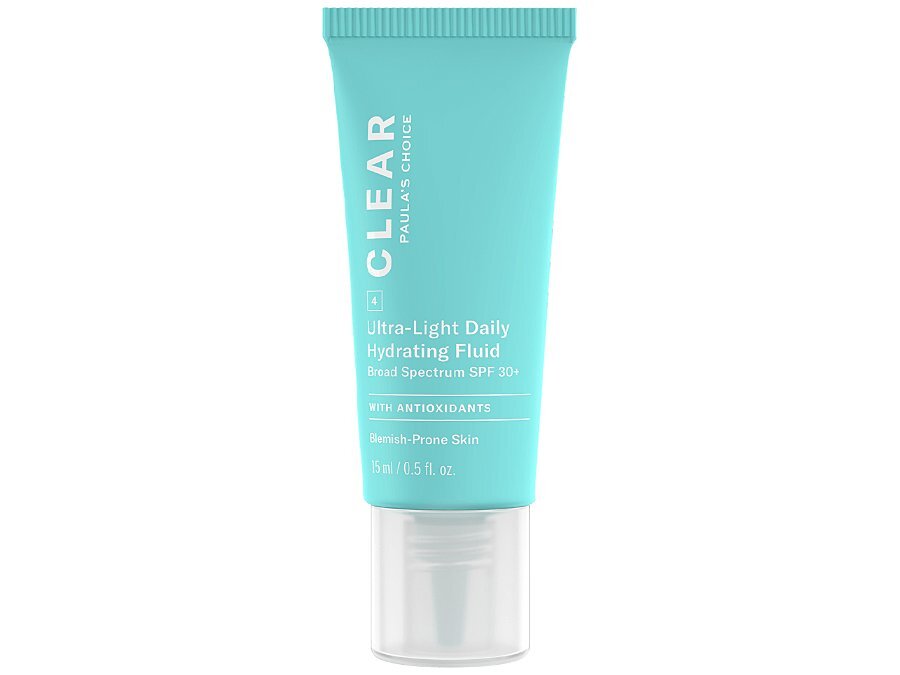 CLEAR
PAULA'S CHOICE
4
Ultra-Light Daily
Hydrating Fluid
Broad Spectrum SPF 30+
WITH ANTIOXIDANTS
Blemish-Prone Skin
15 ml / 0.5 fl. oz.